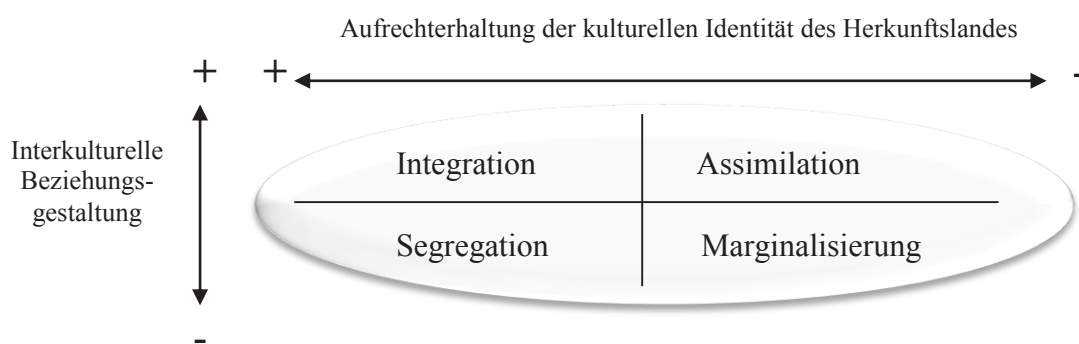 Aufrechterhaltung der kulturellen Identität des Herkunftslandes
+ + -
Interkulturelle
Beziehungs-
gestaltung
Integration Assimilation
Segregation Marginalisierung
-